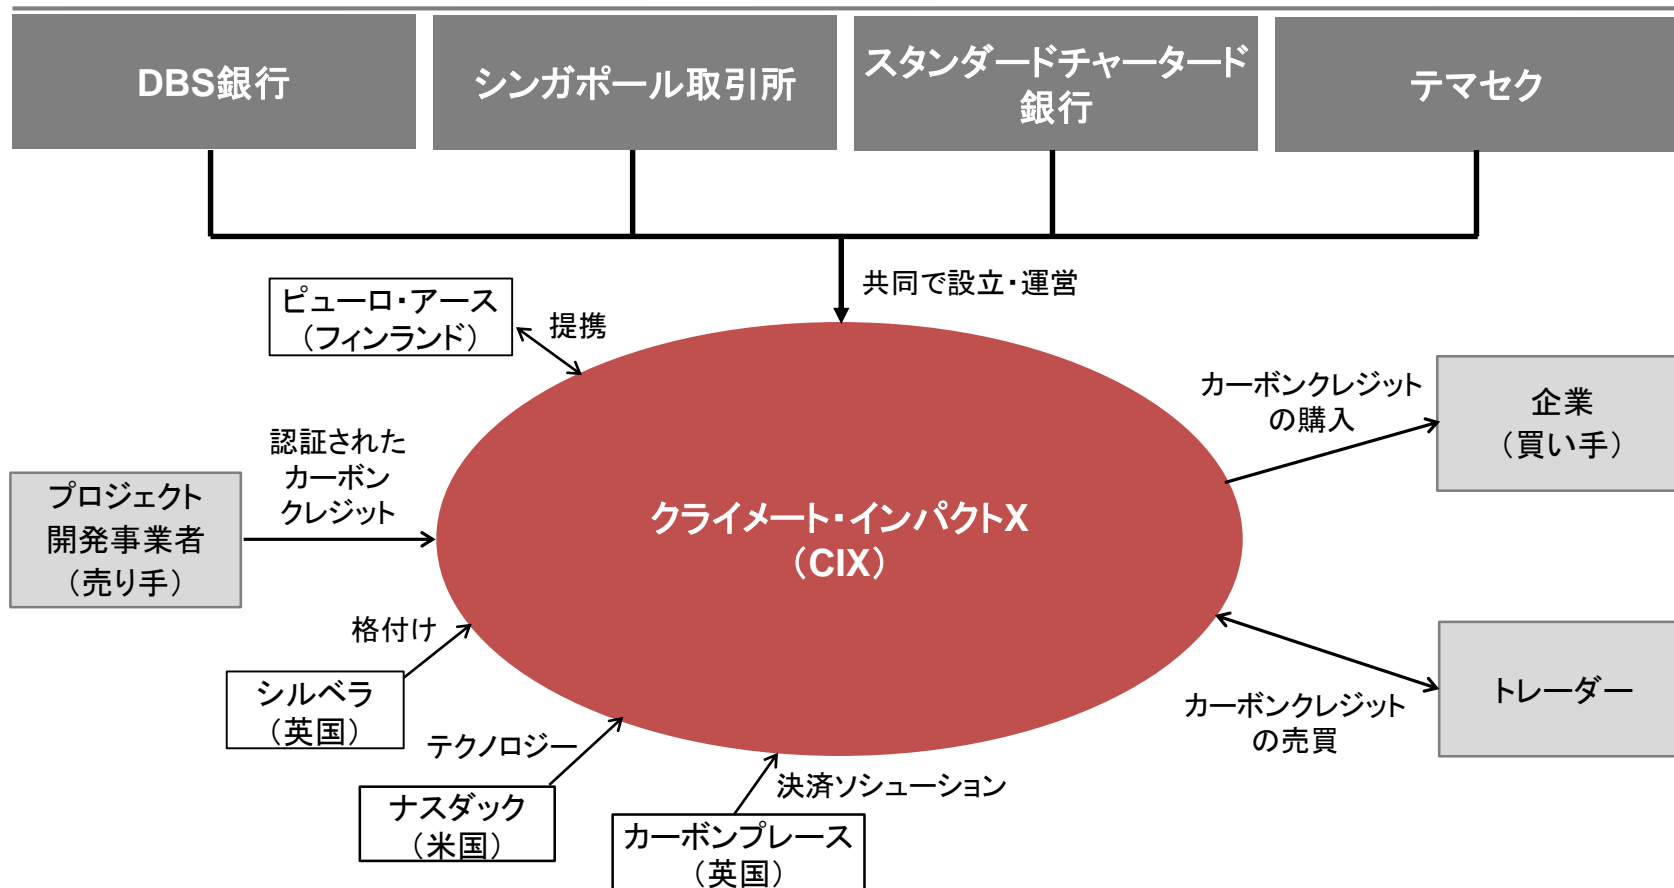 DBS銀行
シンガポール取引所
スタンダードチャータード
銀行
テマセク
共同で設立・運営
ピューロ・アース
（フィンランド）
提携
カーボンクレジット
の購入
企業
（買い手）
認証された
カーボン
クレジット
プロジェクト
開発事業者
（売り手）
クライメート・インパクトX
（CIX）
格付け
シルベラ
（英国）
テクノロジー
ナスダック
（米国）
決済ソシューション
カーボンプレース
（英国）
カーボンクレジット
の売買
トレーダー